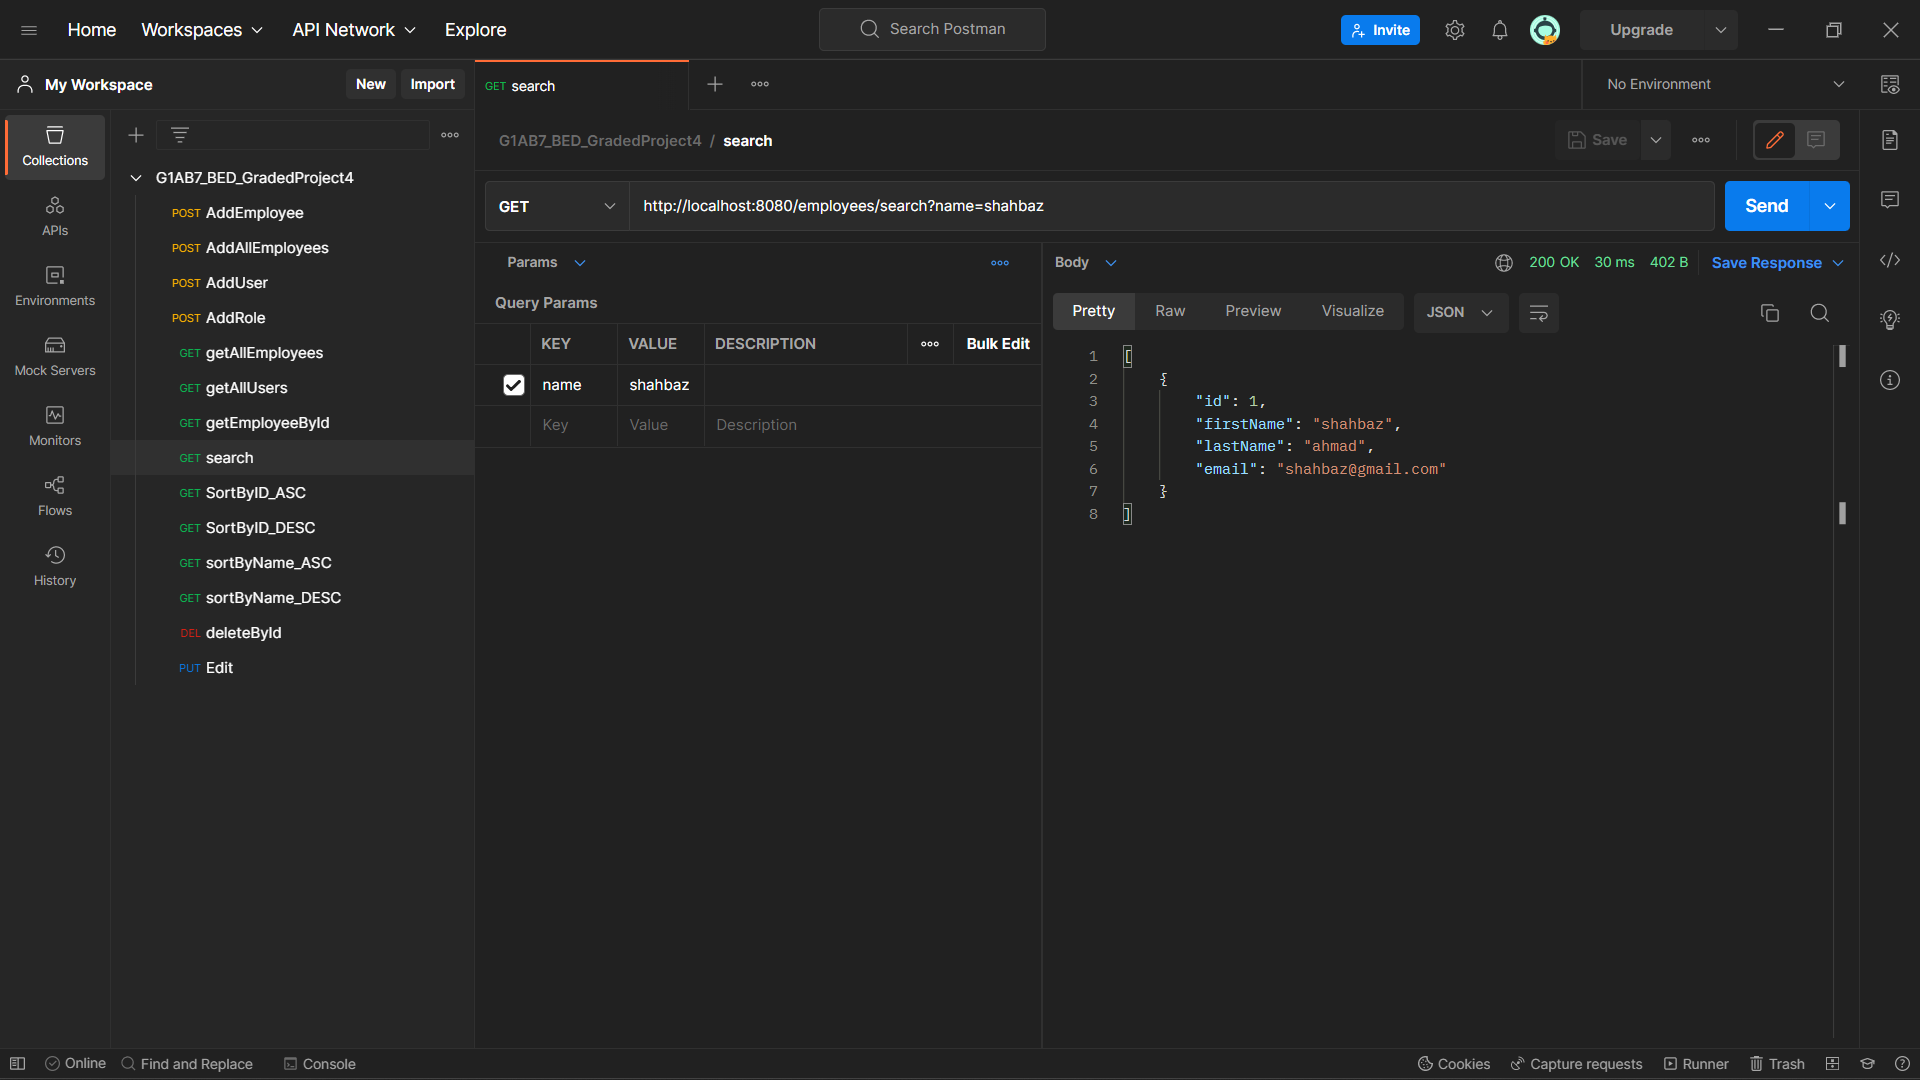 Home Workspaces API Network Explore Search Postman Invite Upgrade
My Workspace New Import GET search No Environment
Collections
APIs
Environments
Mock Servers
Monitors
Flows
History
G1AB7_BED_GradedProject4
POST AddEmployee
POST AddAllEmployees
POST AddUser
POST AddRole
GET getAllEmployees
GET getAllUsers
GET getEmployeeById
GET search
GET SortByID_ASC
GET SortByID_DESC
GET sortByName_ASC
GET sortByName_DESC
DEL deleteById
PUT Edit
G1AB7_BED_GradedProject4 / search Save
GET http://localhost:8080/employees/search?name=shahbaz Send
Params
Query Params
KEY VALUE DESCRIPTION Bulk Edit
name shahbaz
Key Value Description
Body 200 OK 30 ms 402 B Save Response
Pretty Raw Preview Visualize JSON
1 [
2 {
3 "id": 1,
4 "firstName": "shahbaz",
5 "lastName": "ahmad",
6 "email": "shahbaz@gmail.com"
7 }
8 ]
Online Find and Replace Console Cookies Capture requests Runner Trash